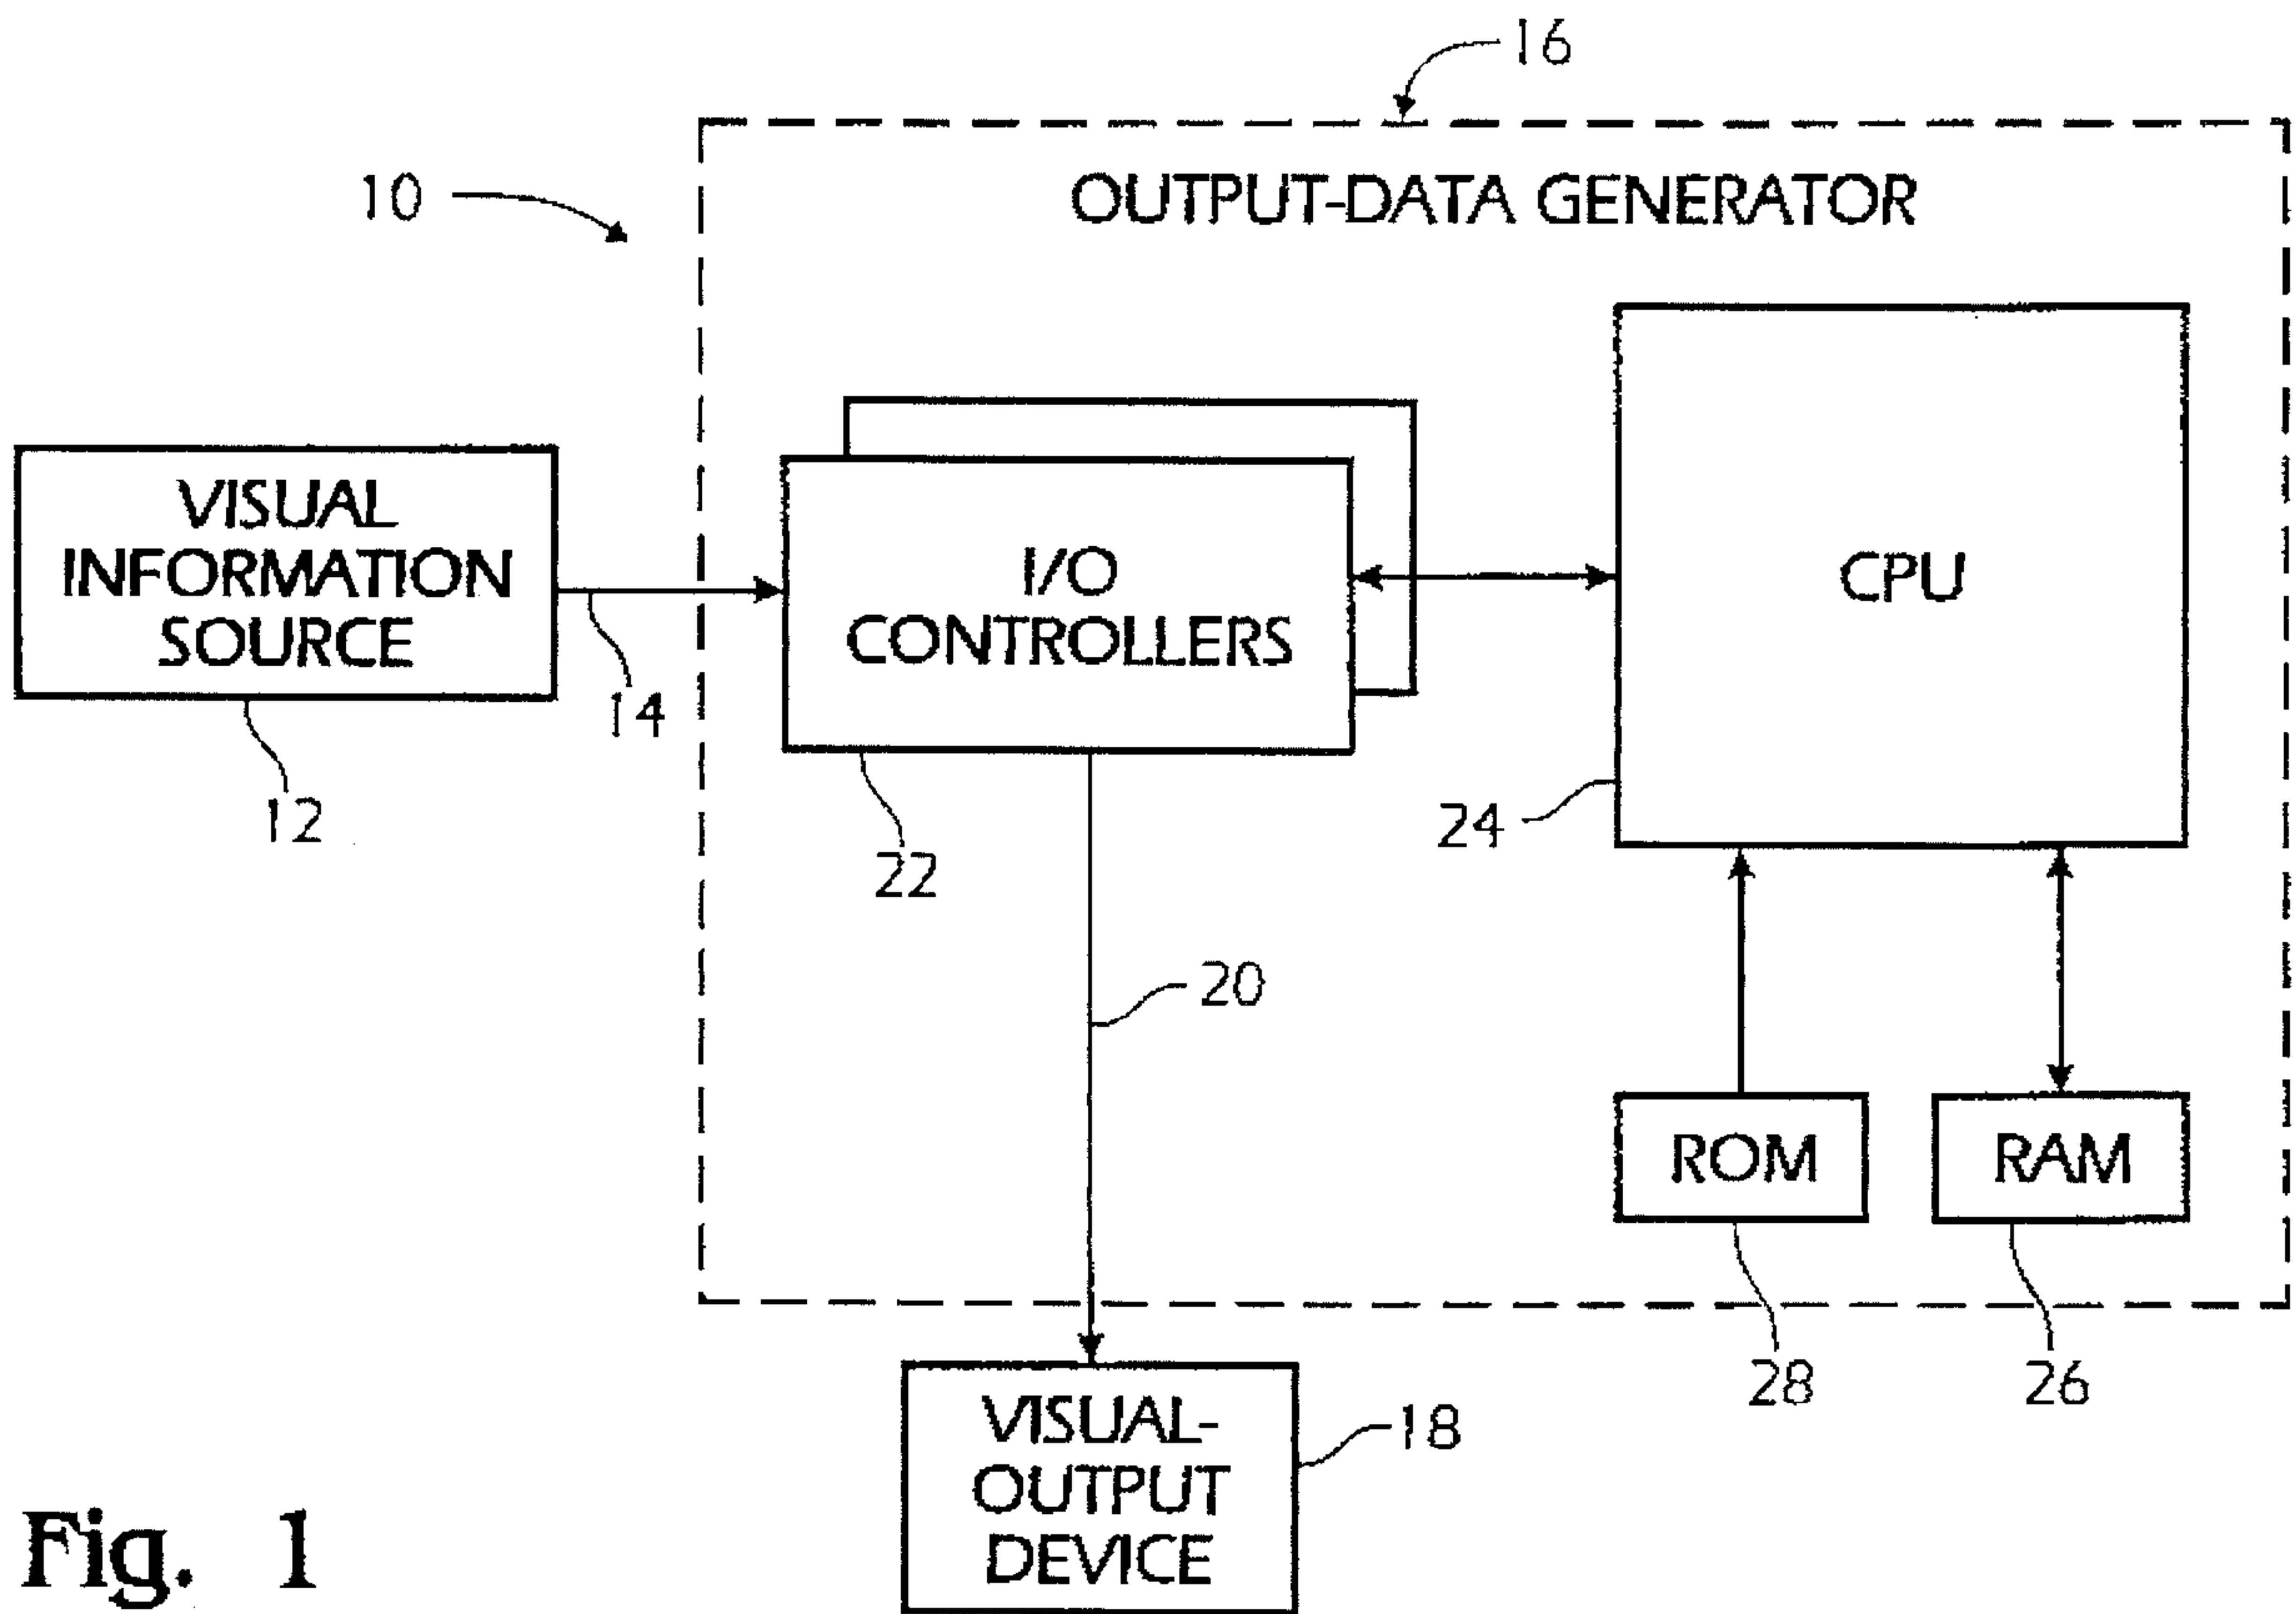 16
10
OUTPUT-DATA GENERATOR
VISUAL
INFORMATION
SOURCE
14
12
I/O
CONTROLLERS
22
CPU
24
20
ROM
RAM
28
26
VISUAL-
OUTPUT
DEVICE
18
Fig. 1